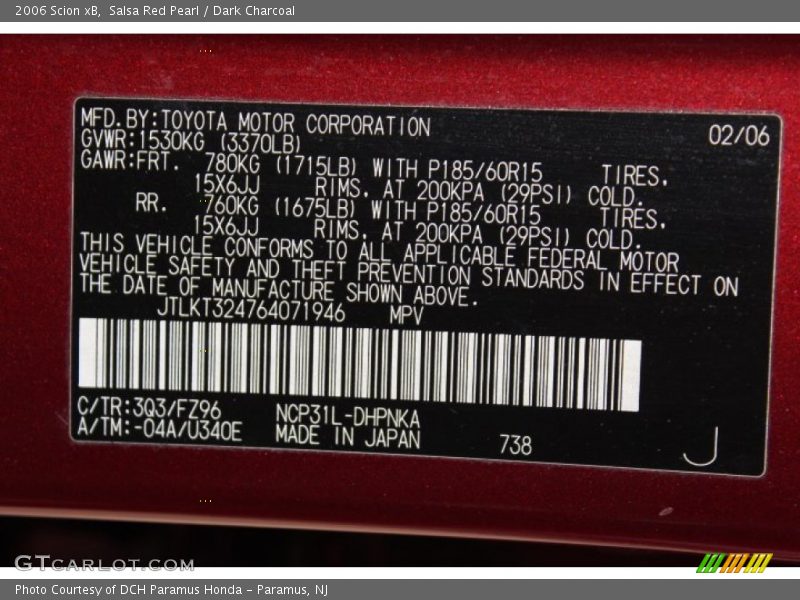 2006 Scion xB,  Salsa Red Pearl / Dark Charcoal
MFD.BY:TOYOTA MOTOR CORPORATION 02/06
GVWR:1530KG (3370LB)
GAWR:FRT. 780KG (1715LB) WITH P185/60R15 TIRES,
15X6JJ RIMS, AT 200KPA (29PSI) COLD.
RR. 760KG (1675LB) WITH P185/60R15 TIRES,
15X6JJ RIMS, AT 200KPA (29PSI) COLD.
THIS VEHICLE CONFORMS TO ALL APPLICABLE FEDERAL MOTOR
VEHICLE SAFETY AND THEFT PREVENTION STANDARDS IN EFFECT ON
THE DATE OF MANUFACTURE SHOWN ABOVE.
JTLKT324764071946 MPV
C/TR:3Q3/FZ96 NCP31L-DHPNKA
A/TM:-04A/U340E MADE IN JAPAN 738 J
GTcarlot.com
Photo Courtesy of DCH Paramus Honda - Paramus, NJ